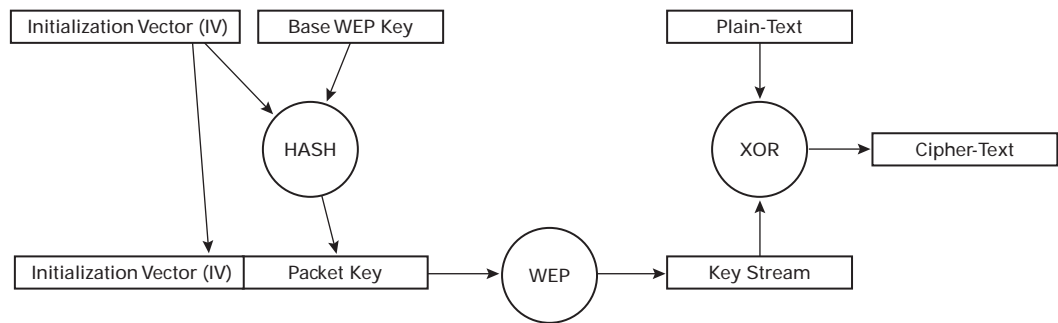 Initialization Vector (IV)
Base WEP Key
Plain-Text
HASH
XOR
Cipher-Text
Initialization Vector (IV)
Packet Key
WEP
Key Stream